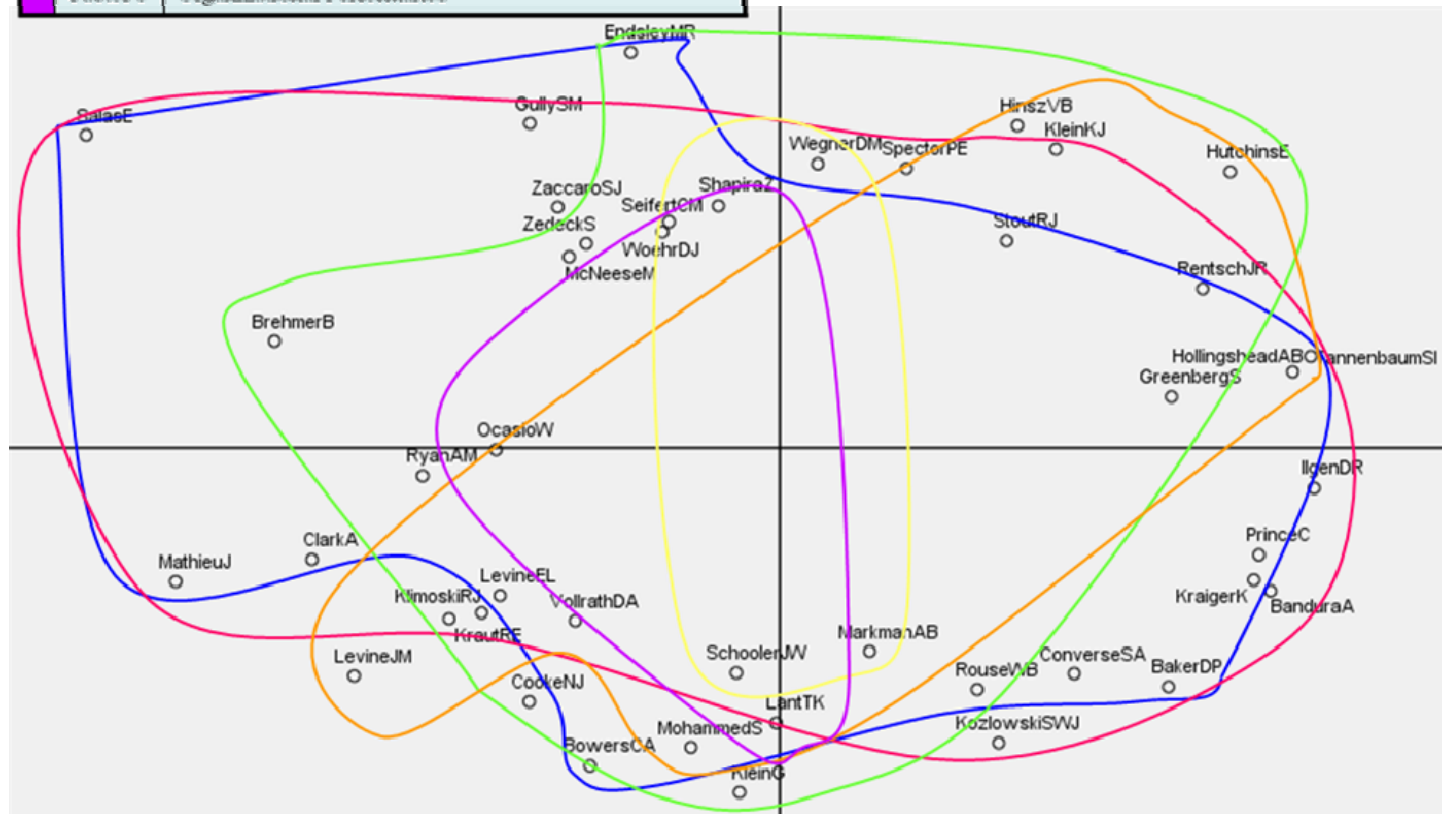 EndsleyMR
SalasE
GullySM
HinszVB
KleinKJ
WegnerDM
SpectorPE
HutchinsE
ZaccaroSJ
ShapiraZ
SeifertCM
ZedeckS
StoutRJ
WoehrDJ
McNeeseM
RentschJR
BrehmerB
HollingsheadAB
TannenbaumSI
GreenbergS
OcasioW
RyanAM
IlgenDR
PrinceC
ClarkA
MathieuJ
LevineEL
KlimoskiRJ
VollrathDA
KraigerK
BanduraA
KrautRE
MarkmanAB
LevineJM
SchoolerJW
ConverseSA
RouseWB
BakerDP
CookeNJ
LantTK
MohammedS
KozlowskiSWJ
BowersCA
KleinG